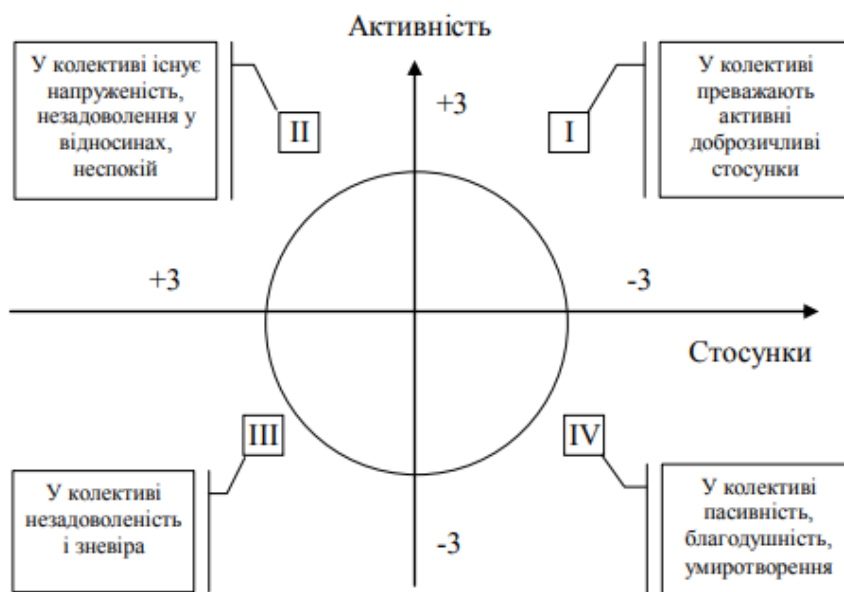 Активність
У колективі існує
напруженість,
незадоволення у
відносинах,
неспокій
II
+3
I
У колективі
преважають
активні
доброзичливі
стосунки
+3
-3
Стосунки
III
IV
У колективі
незадоволеність
і зневіра
-3
У колективі
пасивність,
благодушність,
умиротворення